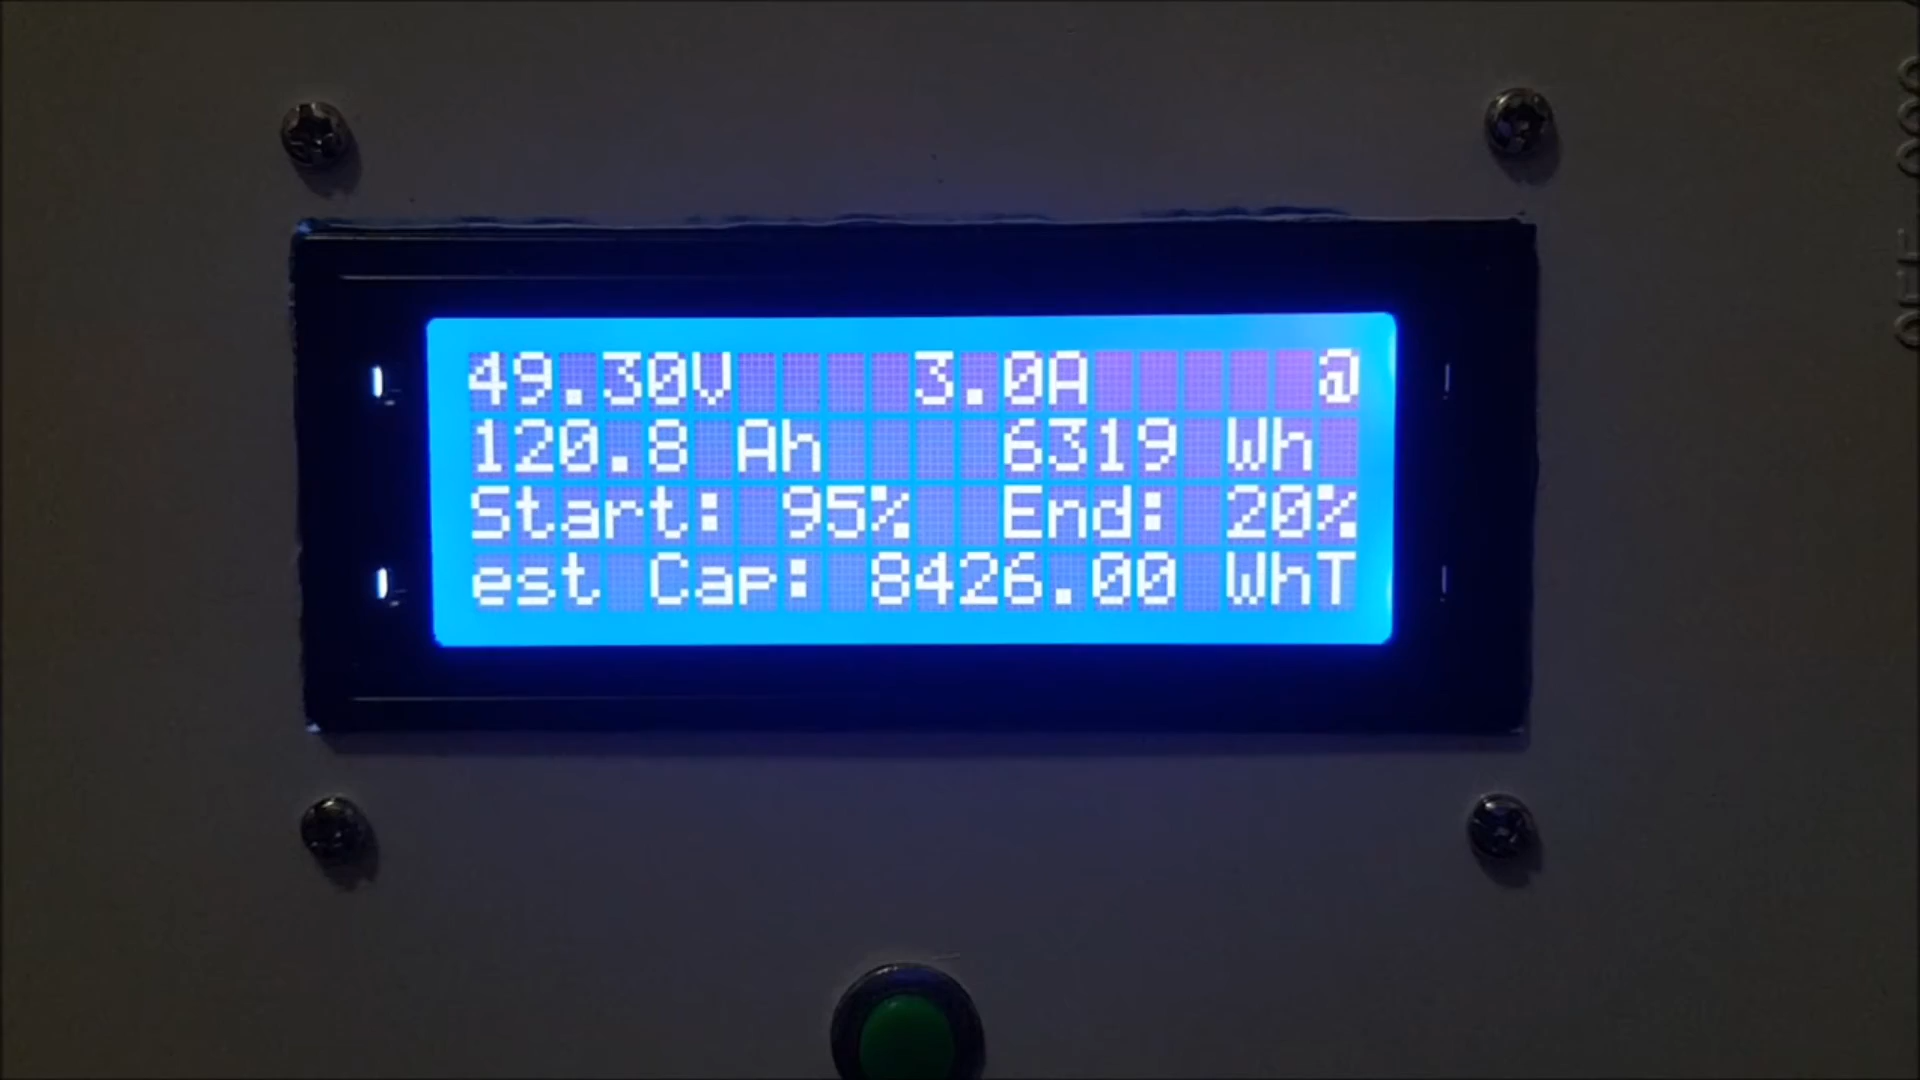 49.30V 3.0A @
120.8 Ah 6319 Wh
Start: 95% End: 20%
est Cap: 8426.00 WhT